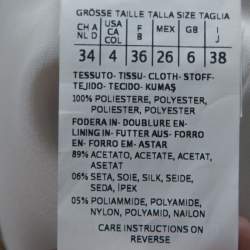 GRÖSSE TAILLE TALLA SIZE TAGLIA
CH A NL D USA CA F B MEX GB I J
34 4 36 26 6 38
TESSUTO- TISSU- CLOTH- STOFF-
TEJIDO- TECIDO- KUMAŞ
100% POLIESTERE, POLYESTER,
POLIESTER, POLYESTER
FODERA IN- DOUBLURE EN-
LINING IN- FUTTER AUS- FORRO
EN- FORRO EM- ASTAR
89% ACETATO, ACETATE, ACETAT,
ASETAT
06% SETA, SOIE, SILK, SEIDE,
SEDA, İPEK
05% POLIAMMIDE, POLYAMIDE,
NYLON, POLYAMID, NAILON
CARE INSTRUCTIONS ON
REVERSE